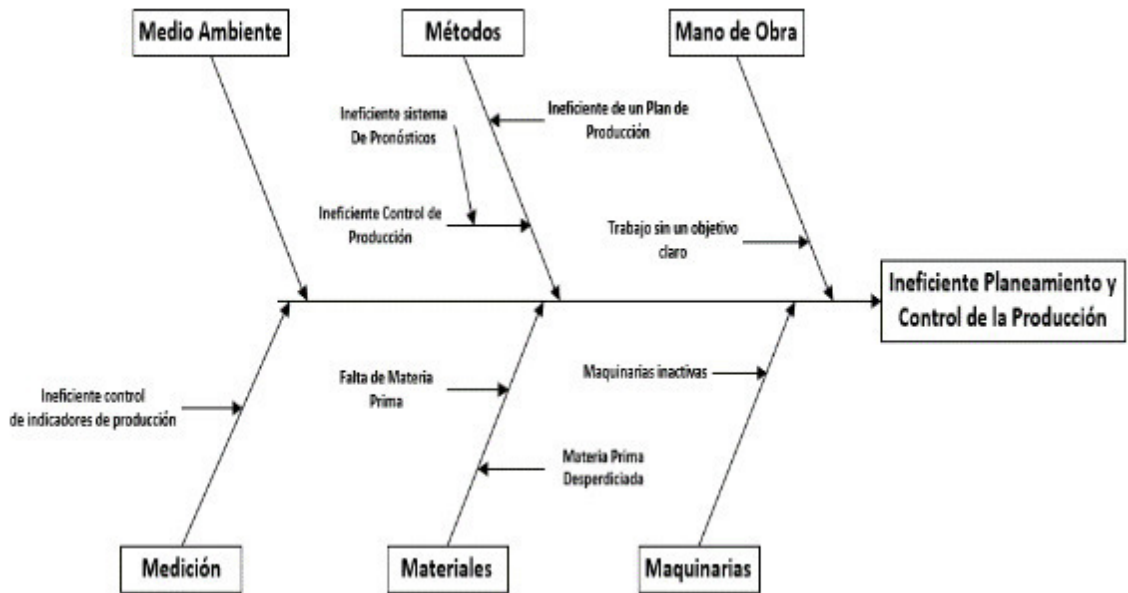 Medio Ambiente
Métodos
Mano de Obra
Ineficiente sistema
De Pronósticos
Ineficiente de un Plan de
Producción
Ineficiente Control de
Producción
Trabajo sin un objetivo
claro
Ineficiente Planeamiento y
Control de la Producción
Ineficiente control
de indicadores de producción
Falta de Materia
Prima
Maquinarias inactivas
Materia Prima
Desperdiciada
Medición
Materiales
Maquinarias